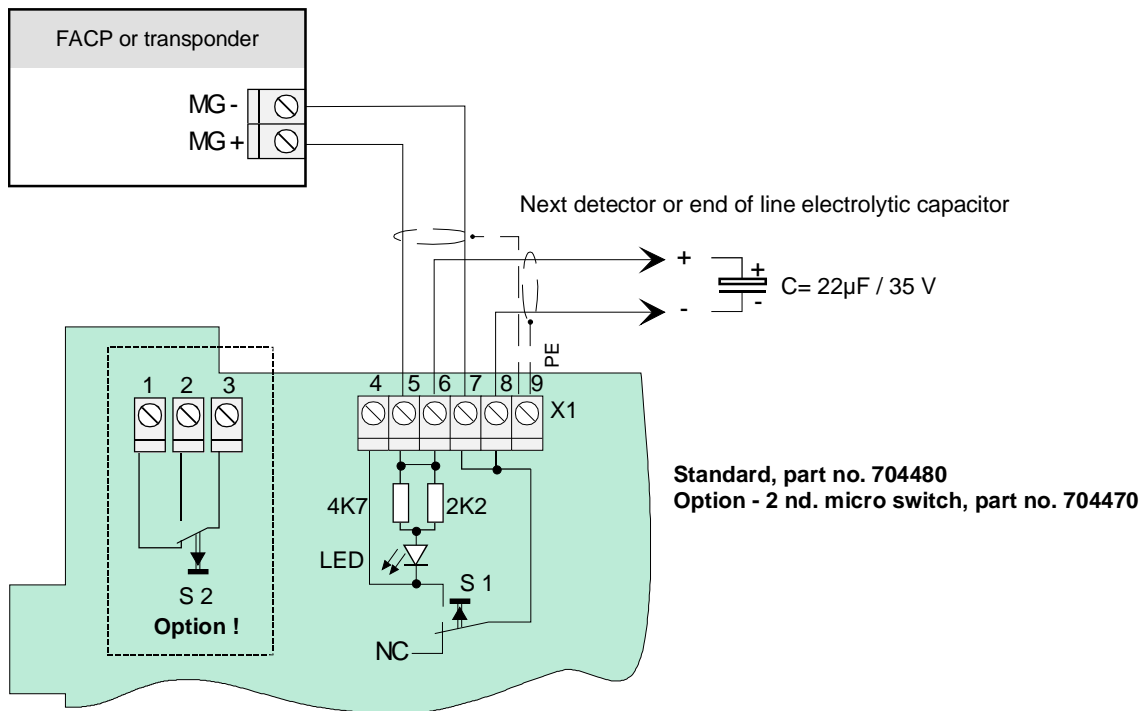 FACP or transponder
MG -
MG +
Next detector or end of line electrolytic capacitor
+
+
C= 22µF / 35 V
-
-
PE
1 2 3
4 5 6 7 8 9
X1
4K7
2K2
Standard, part no. 704480
Option - 2 nd. micro switch, part no. 704470
LED
S 1
S 2
Option !
NC